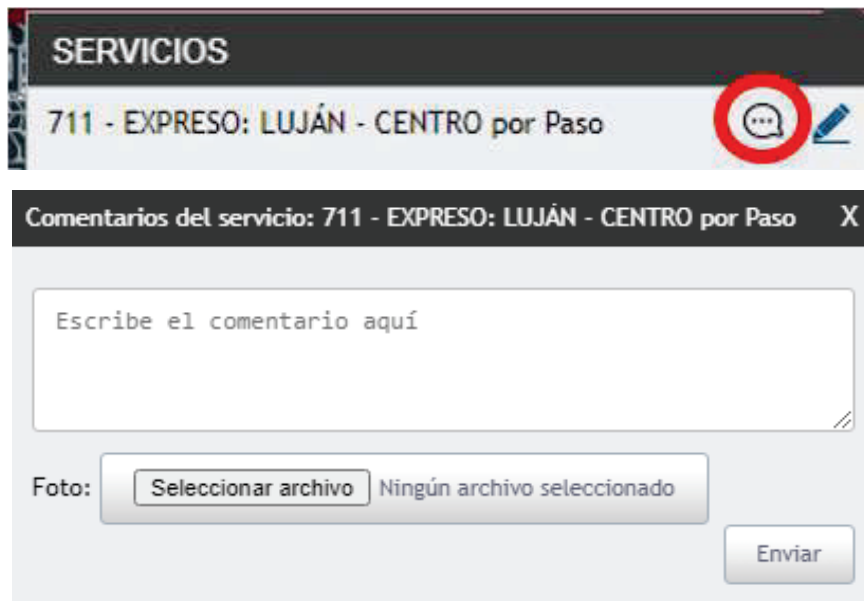 SERVICIOS
711 - EXPRESO: LUJÁN - CENTRO por Paso
Comentarios del servicio: 711 - EXPRESO: LUJÁN - CENTRO por Paso X
Escribe el comentario aquí
Foto: Seleccionar archivo Ningún archivo seleccionado
Enviar